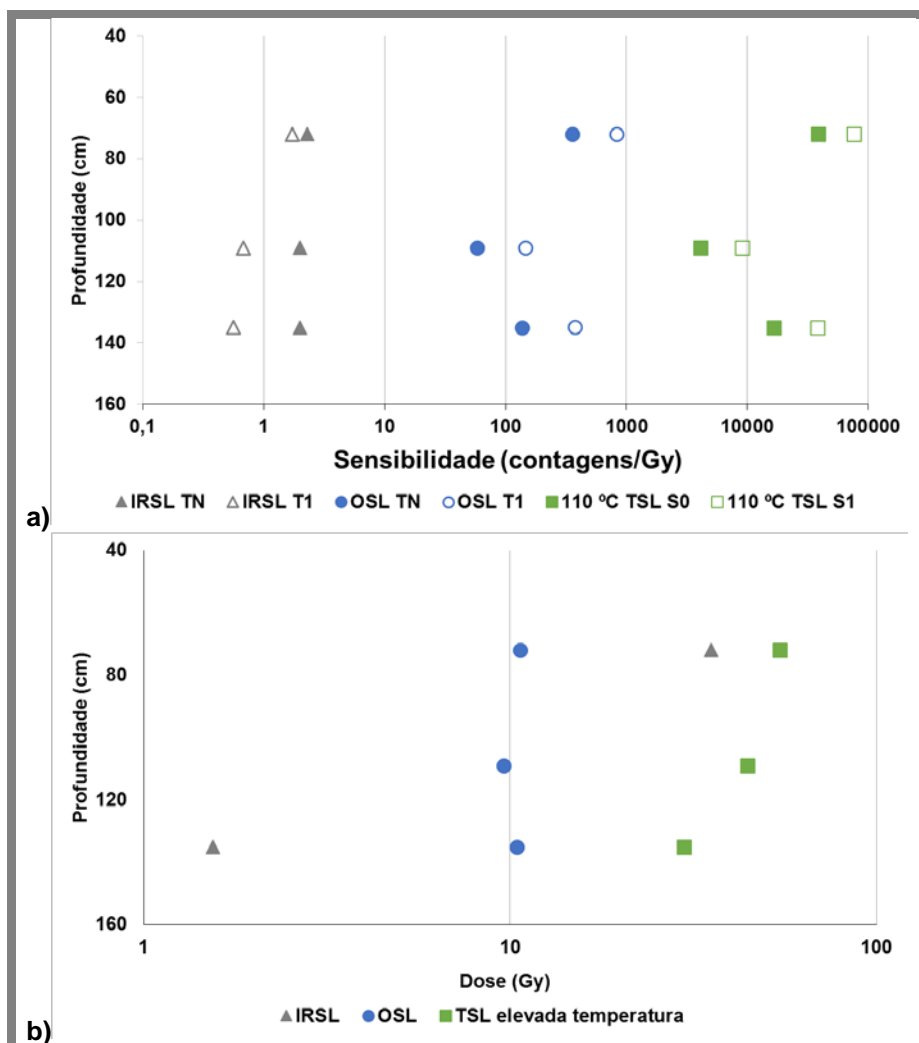 40
60
80
100
120
140
160
Profundidade (cm)
0,1 1 10 100 1000 10000 100000
Sensibilidade (contagens/Gy)
IRSL TN IRSL T1 OSL TN OSL T1 110 ºC TSL S0 110 ºC TSL S1
a)
40
80
120
160
Profundidade (cm)
1 10 100
Dose (Gy)
IRSL OSL TSL elevada temperatura
b)